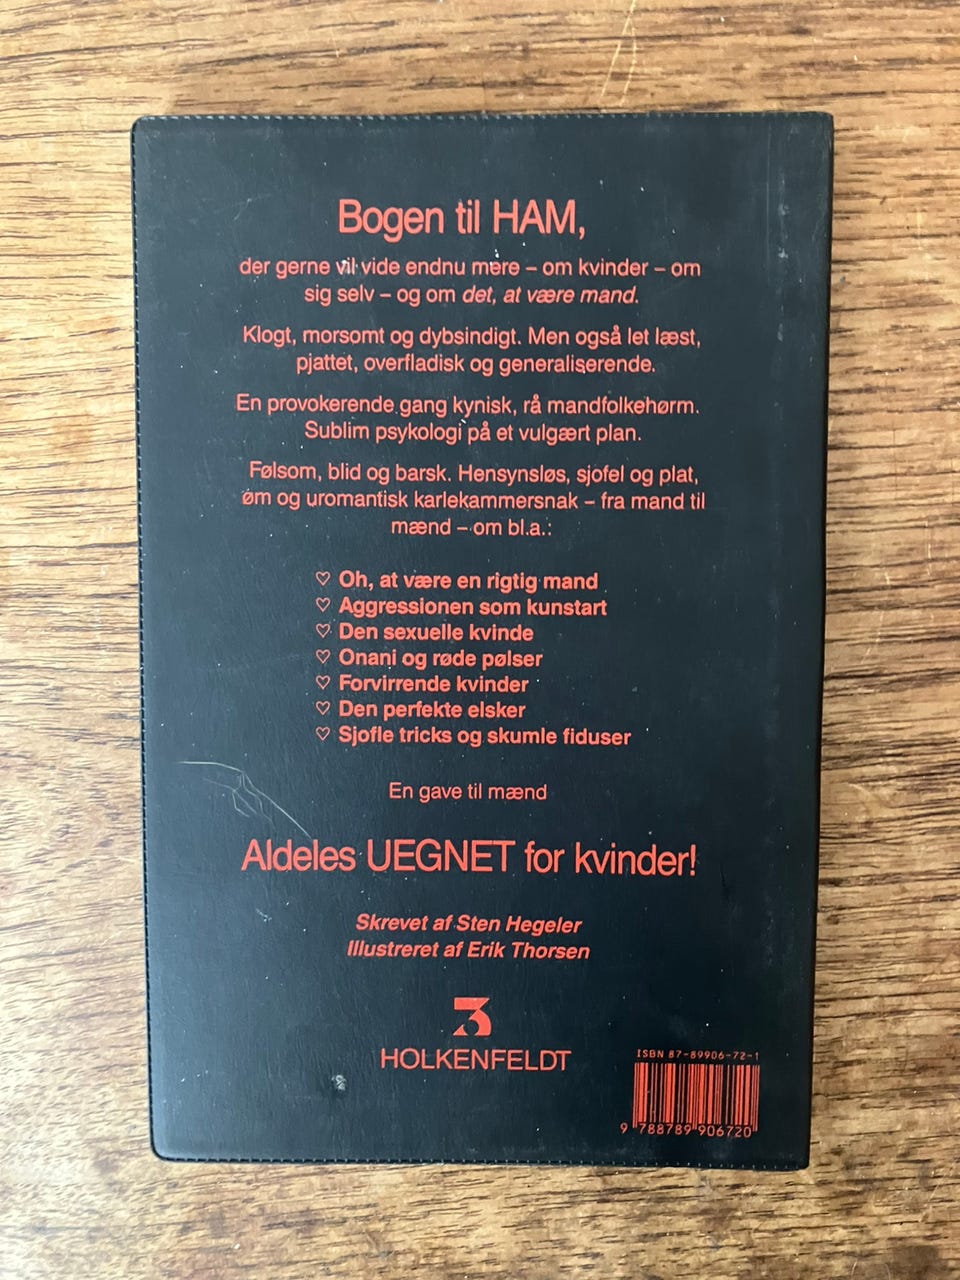 Bogen til HAM,
der gerne vil vide endnu mere – om kvinder – om
sig selv – og om det, at være mand.
Klogt, morsomt og dybsindigt. Men også let læst,
pjattet, overfladisk og generaliserende.
En provokerende gang kynisk, rå mandfolkehørm.
Sublim psykologi på et vulgært plan.
Følsom, blid og barsk. Hensynsløs, sjofel og plat,
øm og uromantisk karlekammersnak – fra mand til
mænd – om bl.a.:
♡ Oh, at være en rigtig mand
♡ Aggressionen som kunstart
♡ Den sexuelle kvinde
♡ Onani og røde pølser
♡ Forvirrende kvinder
♡ Den perfekte elsker
♡ Sjofle tricks og skumle fiduser
En gave til mænd
Aldeles UEGNET for kvinder!
Skrevet af Sten Hegeler
Illustreret af Erik Thorsen
3
HOLKENFELDT
ISBN 87-89906-72-1
9 788789 906720